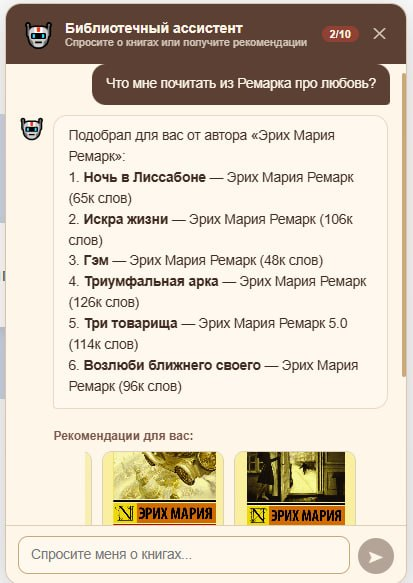 Библиотечный ассистент
Спросите о книгах или получите рекомендации
2/10
Что мне почитать из Ремарка про любовь?
Подобрал для вас от автора «Эрих Мария
Ремарк»:
1. Ночь в Лиссабоне — Эрих Мария Ремарк
(65к слов)
2. Искра жизни — Эрих Мария Ремарк (106к
слов)
3. Гэм — Эрих Мария Ремарк (48к слов)
4. Триумфальная арка — Эрих Мария Ремарк
(126к слов)
5. Три товарища — Эрих Мария Ремарк 5.0
(114к слов)
6. Возлюби ближнего своего — Эрих Мария
Ремарк (96к слов)
Рекомендации для вас:
N ЭРИХ МАРИЯ
N ЭРИХ МАРИЯ
Спросите меня о книгах...